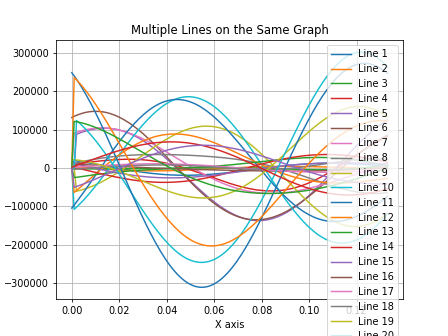 Multiple Lines on the Same Graph
300000
200000
100000
0
−100000
−200000
−300000
0.00
0.02
0.04
0.06
0.08
0.10
X axis
Line 1
Line 2
Line 3
Line 4
Line 5
Line 6
Line 7
Line 8
Line 9
Line 10
Line 11
Line 12
Line 13
Line 14
Line 15
Line 16
Line 17
Line 18
Line 19
Line 20